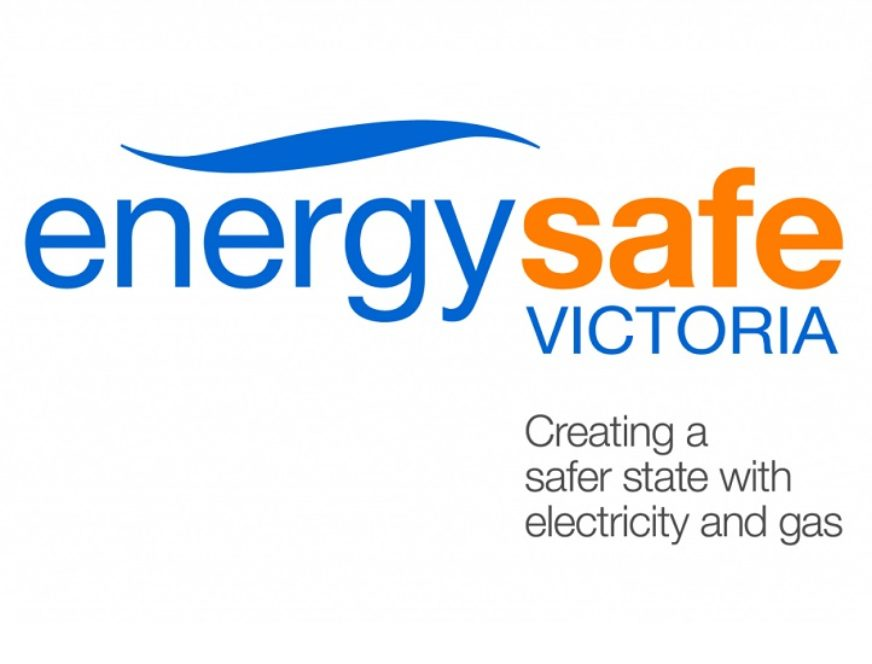 energysafe
VICTORIA
Creating a
safer state with
electricity and gas